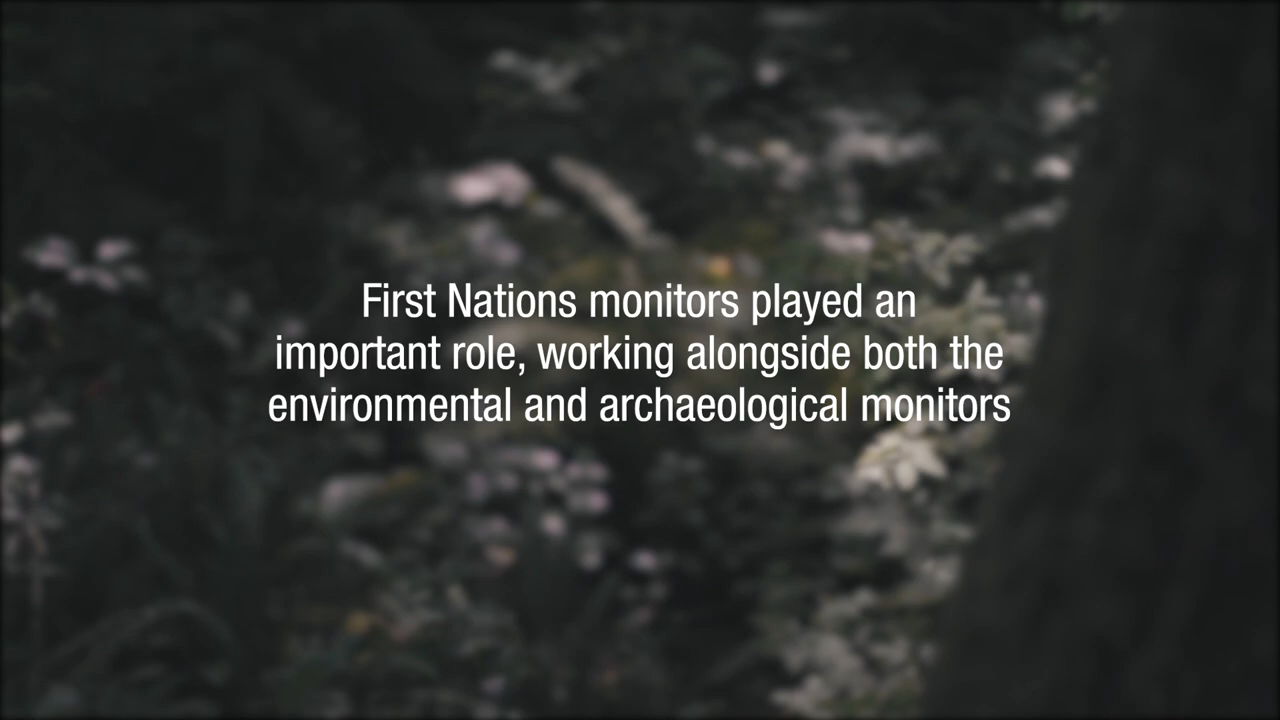 First Nations monitors played an
important role, working alongside both the
environmental and archaeological monitors